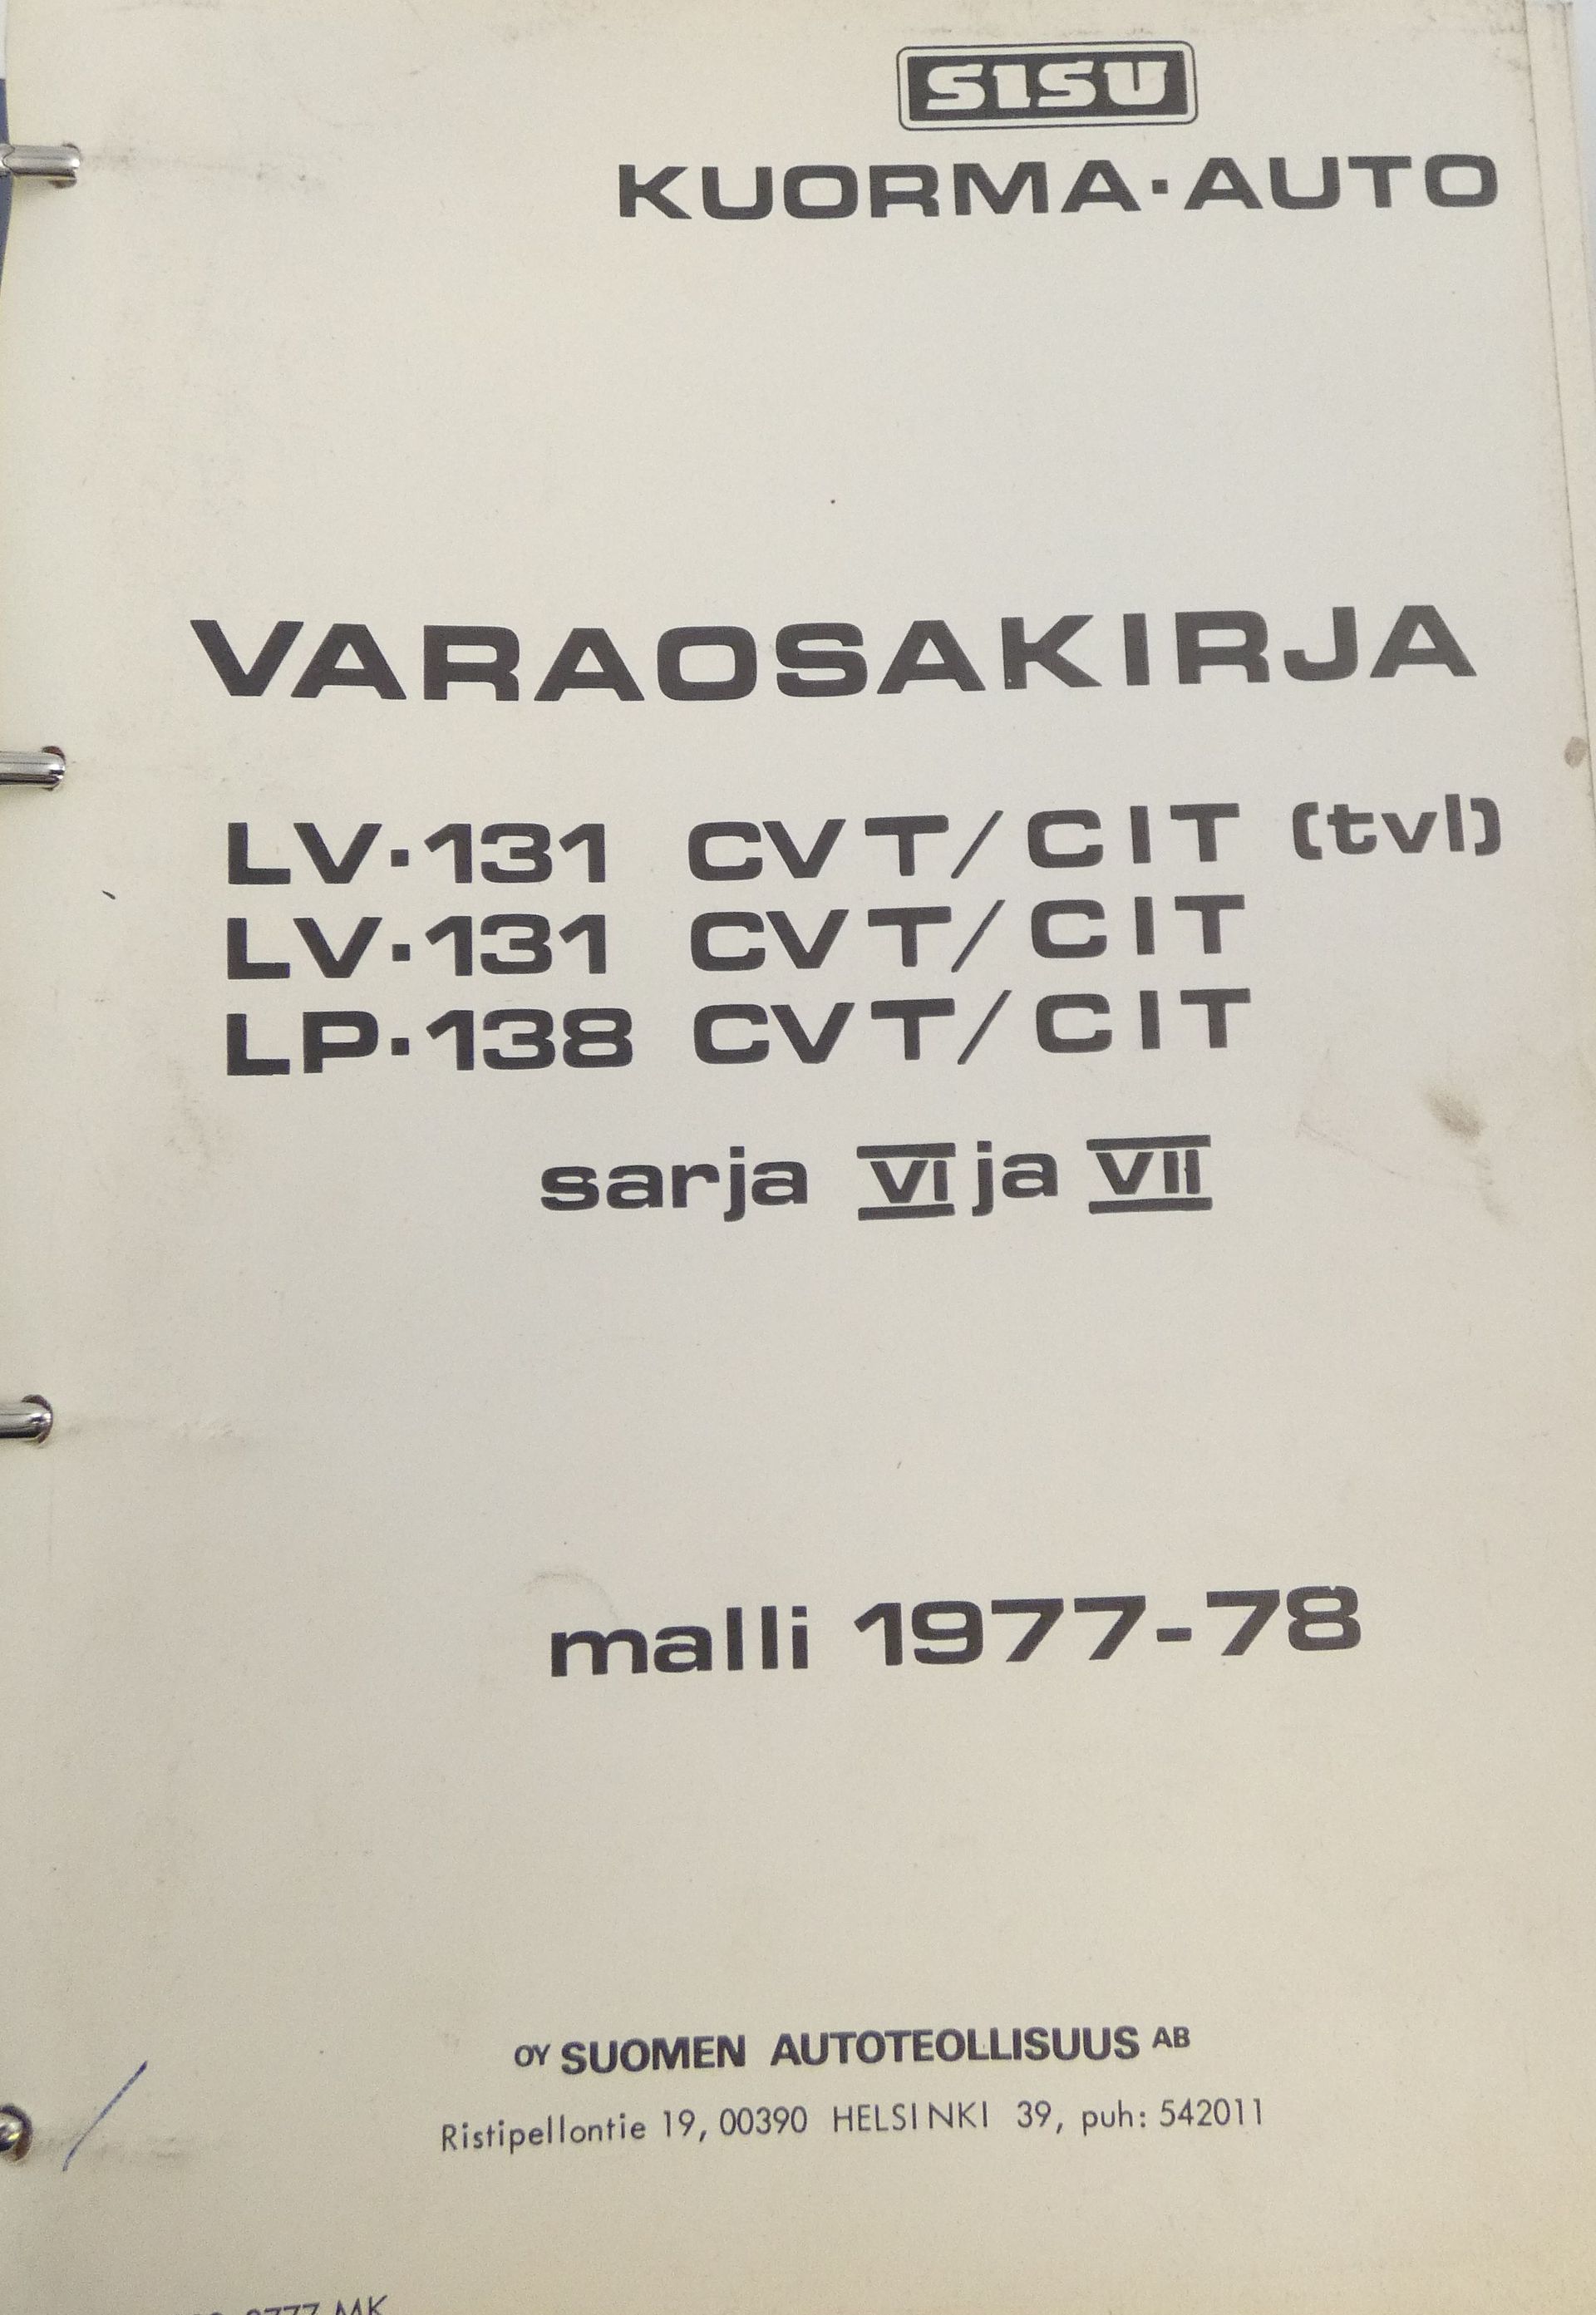 SISU
KUORMA-AUTO
VARAOSAKIRJA
LV-131 CVT/CIT (tvl)
LV-131 CVT/CIT
LP-138 CVT/CIT
sarja VI ja VII
malli 1977-78
OY SUOMEN AUTOTEOLLISUUS AB
Ristipellontie 19, 00390 HELSINKI 39, puh: 542011
MK